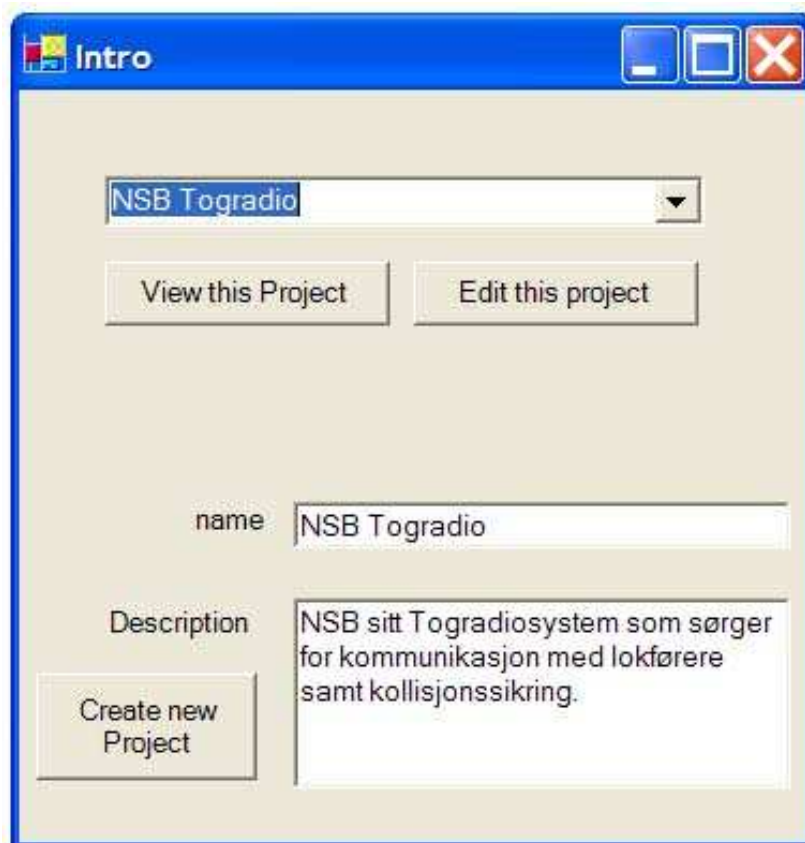 Intro
NSB Togradio
View this Project
Edit this project
name
NSB Togradio
Description
NSB sitt Togradiosystem som sørger
for kommunikasjon med lokførere
samt kollisjonssikring.
Create new
Project